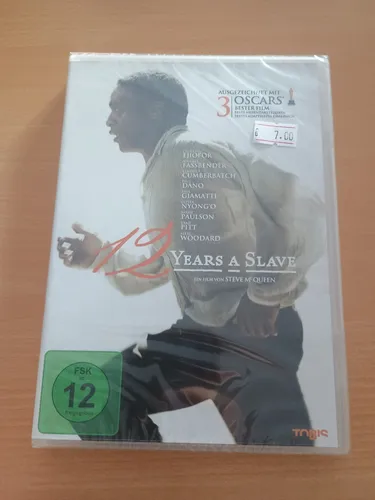 AUSGEZEICHNET MIT
3 OSCARS®
BESTER FILM
€ 7.00
EJIOFOR
FASSBENDER
CUMBERBATCH
DANO
GIAMATTI
NYONG'O
PAULSON
PITT
WOODARD
12 YEARS A SLAVE
EIN FILM VON STEVE MCQUEEN
FSK
12
TOBIS